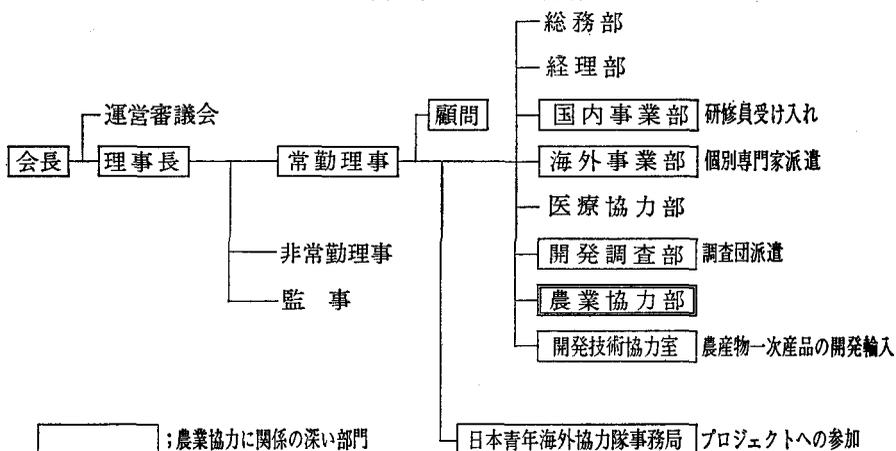 総務部
経理部
運営審議会
顧問
国内事業部 研修員受け入れ
会長 理事長 常勤理事 海外事業部 個別専門家派遣
医療協力部
非常勤理事 開発調査部 調査団派遣
監事 農業協力部
開発技術協力室 農産物一次産品の開発輸入
;農業協力に関係の深い部門 日本青年海外協力隊事務局 プロジェクトへの参加